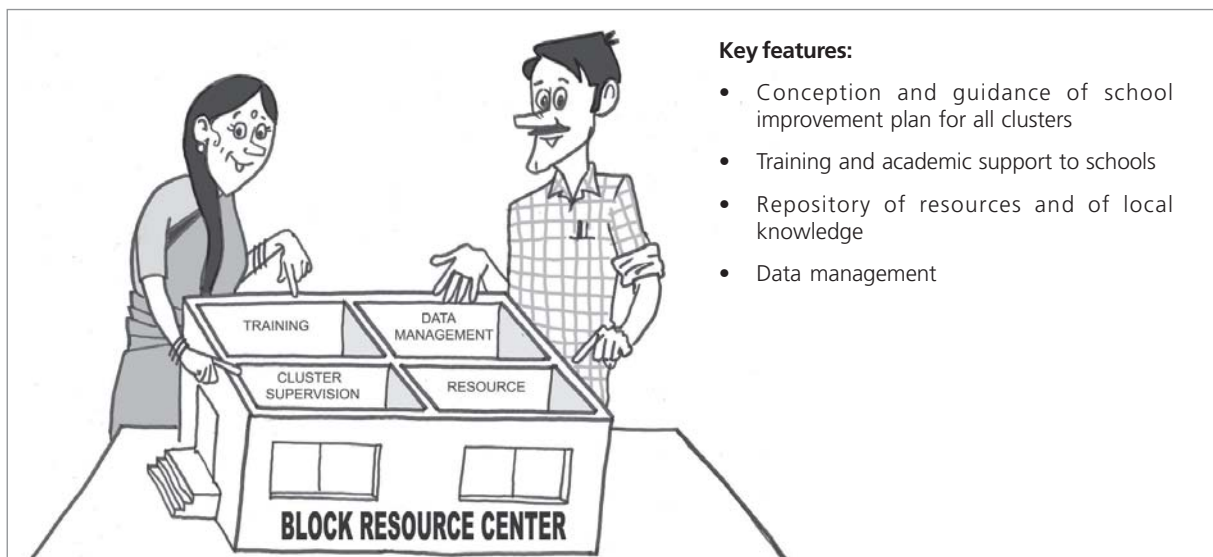 Key features:
• Conception and guidance of school
improvement plan for all clusters
• Training and academic support to schools
• Repository of resources and of local
knowledge
• Data management
TRAINING
DATA
MANAGEMENT
CLUSTER
SUPERVISION
RESOURCE
BLOCK RESOURCE CENTER